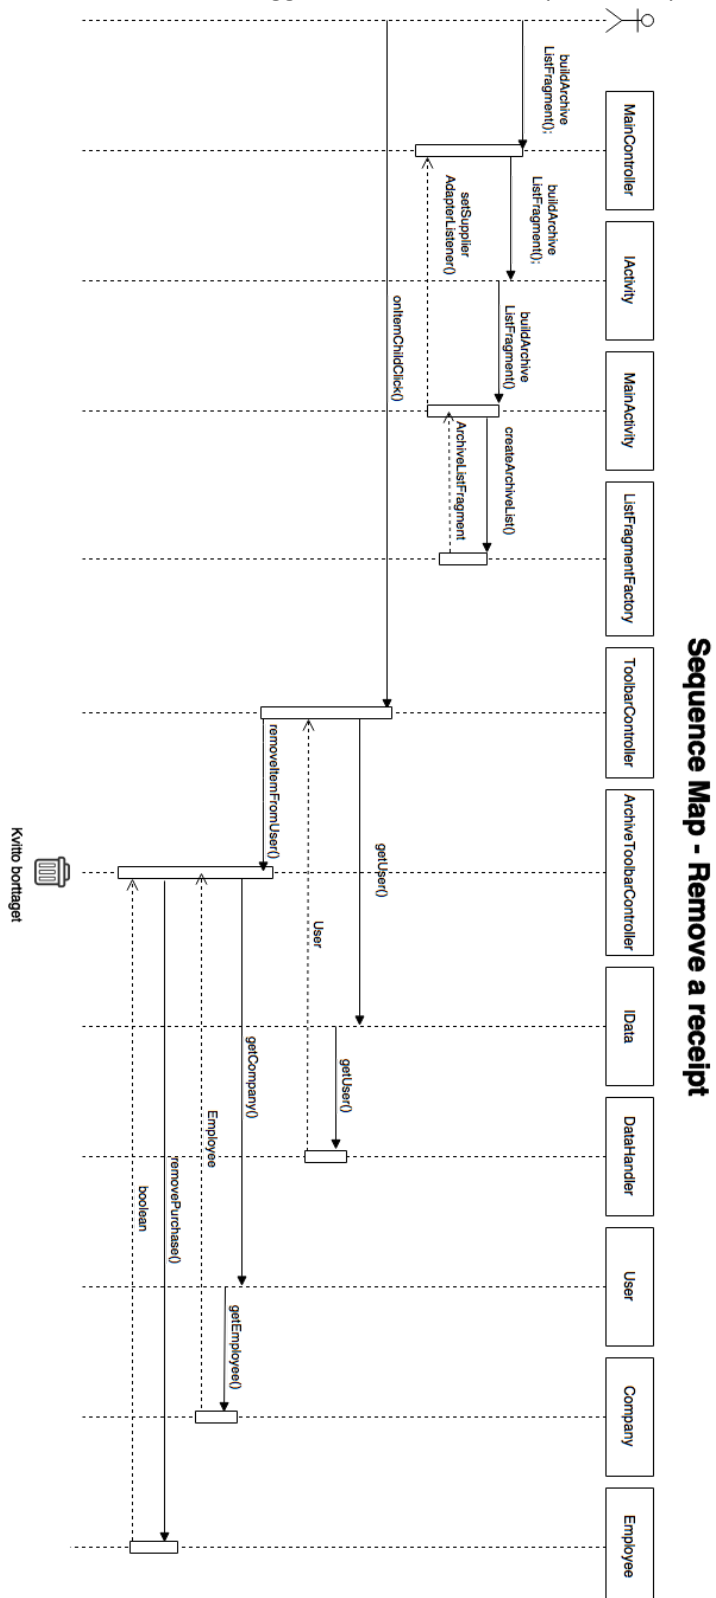 Sequence Map - Remove a receipt
MainController
IActivity
MainActivity
ListFragmentFactory
ToolbarController
ArchiveToolbarController
IData
DataHandler
User
Company
Employee
buildArchive
ListFragment();
buildArchive
ListFragment();
buildArchive
ListFragment()
createArchiveList()
ArchiveListFragment
setSupplier
AdapterListener()
onItemChildClick()
getUser()
getUser()
User
removeItemFromUser()
getCompany()
getEmployee()
Employee
removePurchase()
boolean
Kvitto borttaget